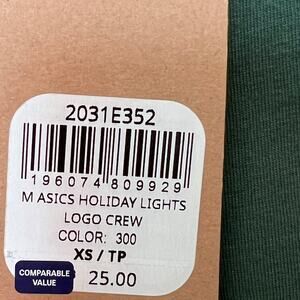 2031E352
196074809929
M ASICS HOLIDAY LIGHTS
LOGO CREW
COLOR: 300
XS / TP
COMPARABLE
VALUE
25.00